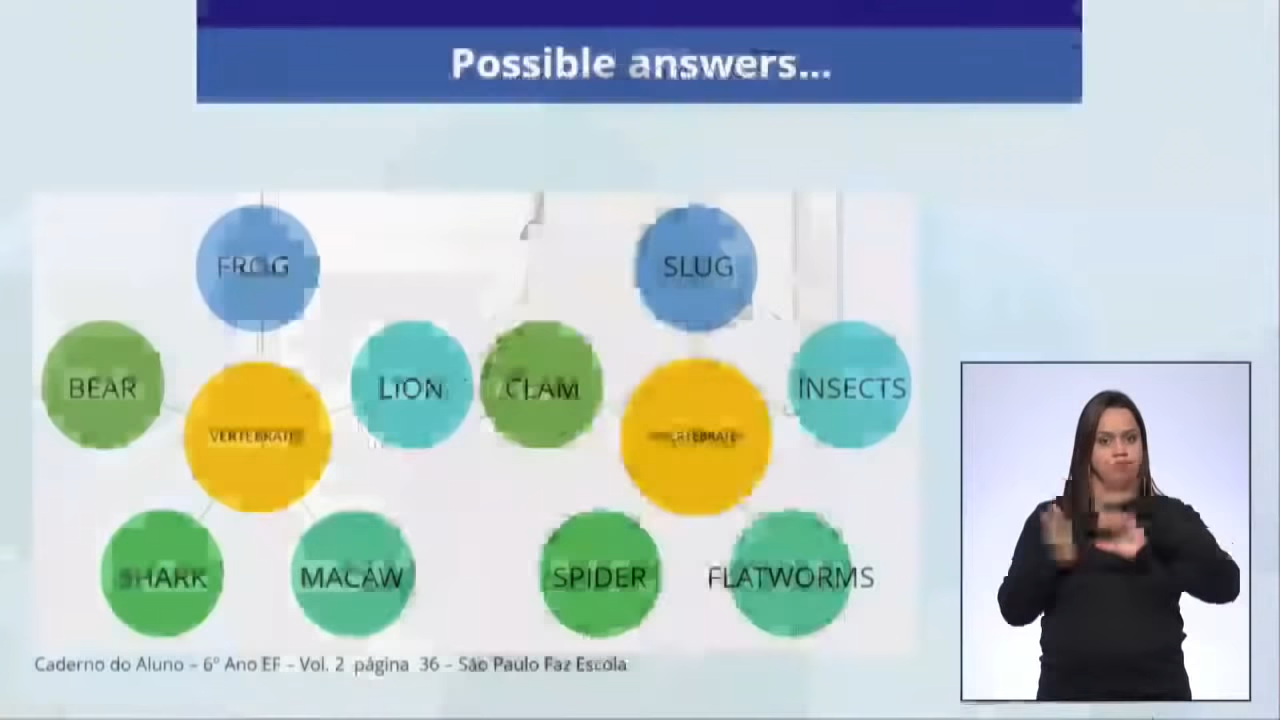 Possible answers...
FROG
SLUG
BEAR
LION
CLAM
INSECTS
VERTEBRATE
SHARK
MACAW
SPIDER
FLATWORMS
Caderno do Aluno – 6º Ano EF – Vol. 2 página 36 – São Paulo Faz Escola